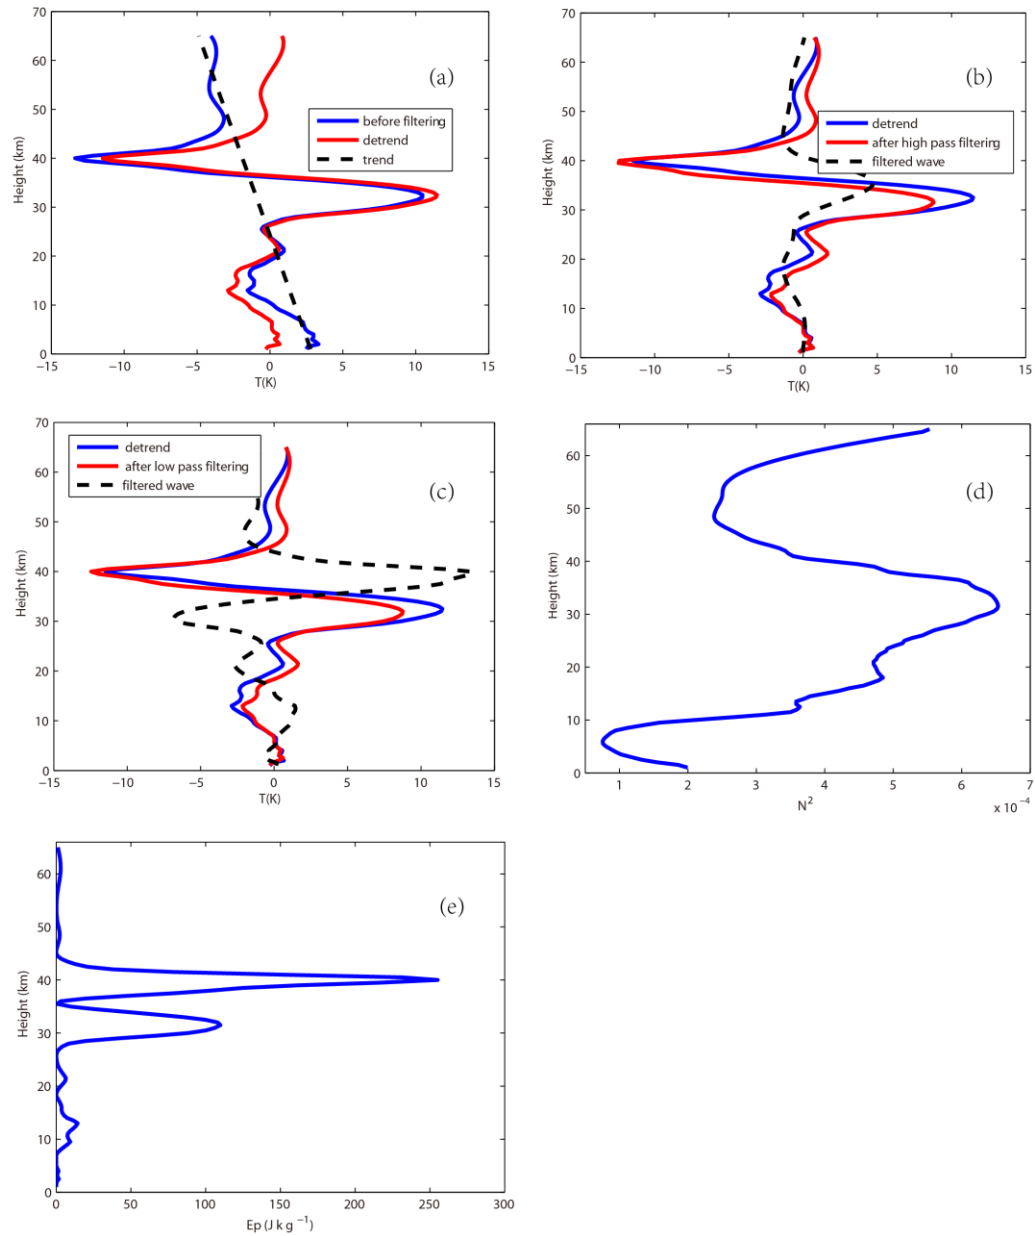 70
60
50
40
30
20
10
0
−15
−10
−5
0
5
10
15
T(K)
Height (km)
(a)
before filtering
detrend
trend
70
60
50
40
30
20
10
0
−15
−10
−5
0
5
10
15
T(K)
Height (km)
(b)
detrend
after high pass filtering
filtered wave
70
60
50
40
30
20
10
0
−15
−10
−5
0
5
10
15
T(K)
Height (km)
detrend
after low pass filtering
filtered wave
(c)
60
50
40
30
20
10
0
1
2
3
4
5
6
7
N2
x 10 −4
Height (km)
(d)
60
50
40
30
20
10
0
0
50
100
150
200
250
300
Ep (J kg −1)
Height (km)
(e)